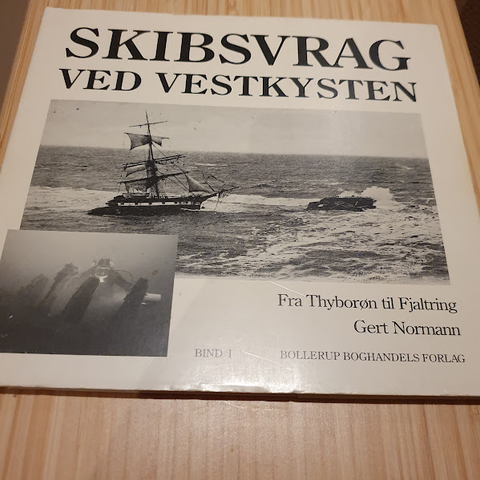 SKIBSVRAG
VED VESTKYSTEN
Fra Thyborøn til Fjaltring
Gert Normann
BIND 1 BOLLERUP BOGHANDELS FORLAG